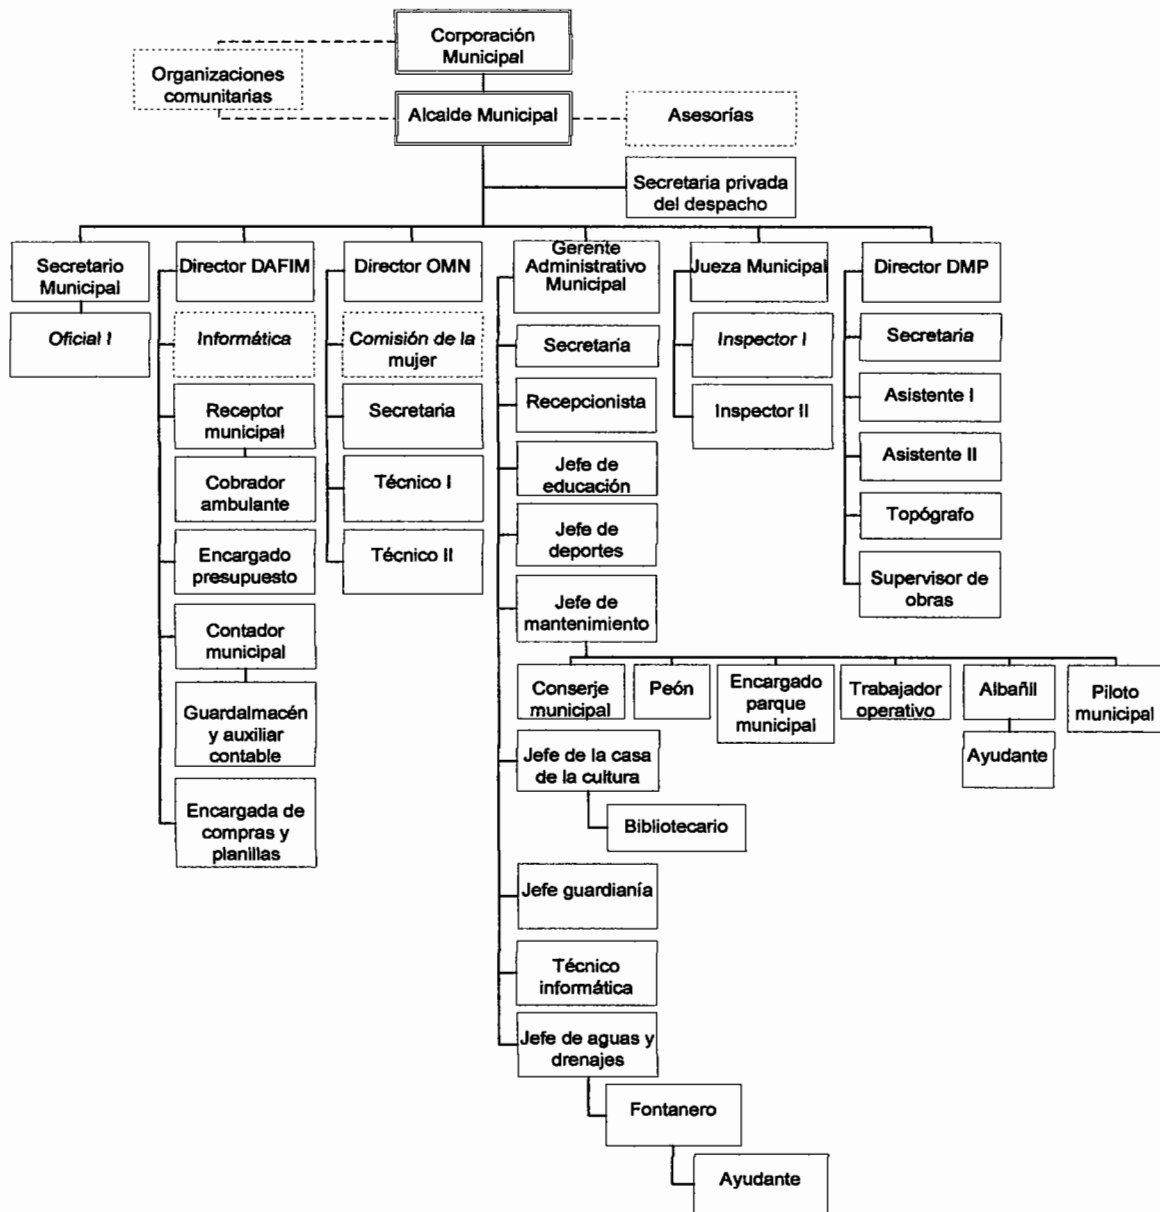 Corporación
Municipal
Organizaciones
comunitarias
Alcalde Municipal
Asesorías
Secretaria privada
del despacho
Secretario
Municipal
Oficial I
Director DAFIM
Informática
Receptor
municipal
Cobrador
ambulante
Encargado
presupuesto
Contador
municipal
Guardalmacén
y auxiliar
contable
Encargada de
compras y
planillas
Director OMN
Comisión de la
mujer
Secretaria
Técnico I
Técnico II
Gerente
Administrativo
Municipal
Secretaria
Recepcionista
Jefe de
educación
Jefe de
deportes
Jefe de
mantenimiento
Conserje
municipal
Peón
Encargado
parque
municipal
Trabajador
operativo
Albañil
Ayudante
Piloto
municipal
Jefe de la casa
de la cultura
Bibliotecario
Jefe guardianía
Técnico
informática
Jefe de aguas y
drenajes
Fontanero
Ayudante
Jueza Municipal
Inspector I
Inspector II
Director DMP
Secretaria
Asistente I
Asistente II
Topógrafo
Supervisor de
obras